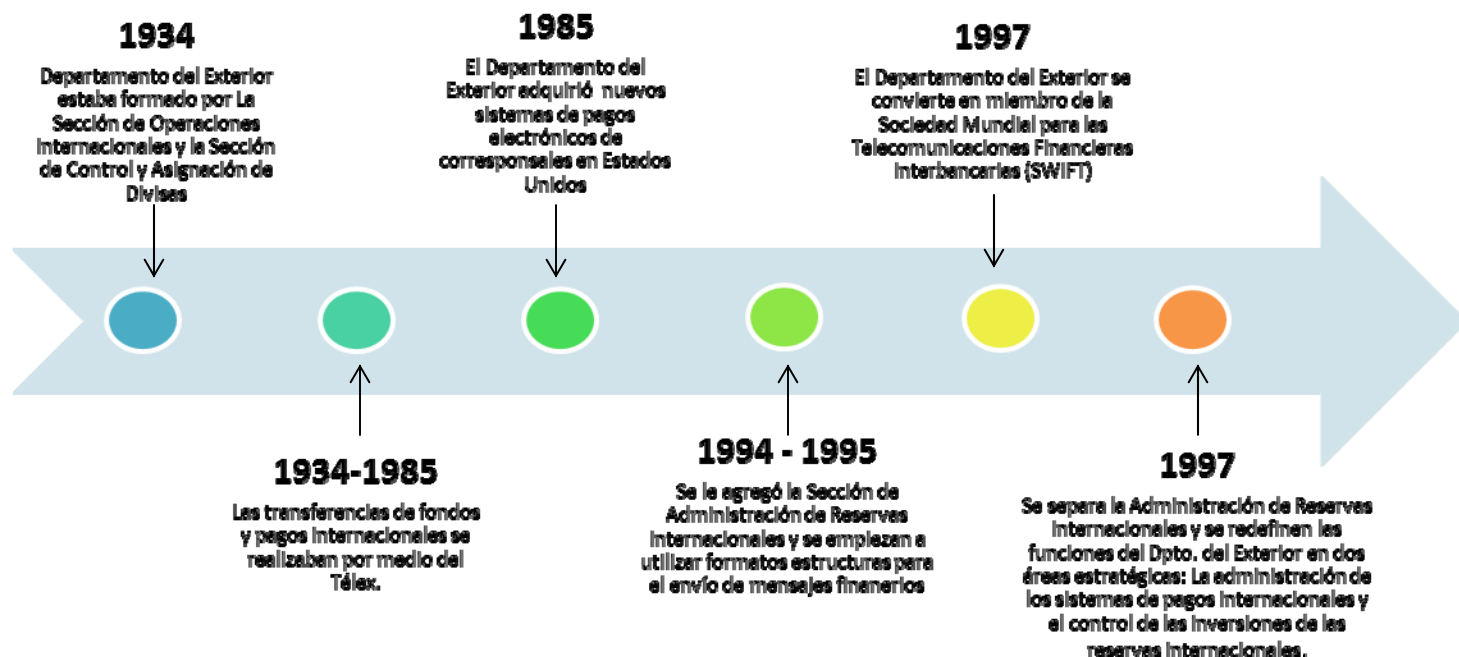 1934
Departamento del Exterior
estaba formado por La
Sección de Operaciones
Internacionales y la Sección
de Control y Asignación de
Divisas
1934-1985
Las transferencias de fondos
y pagos internacionales se
realizaban por medio del
Télex.
1985
El Departamento del
Exterior adquirió nuevos
sistemas de pagos
electrónicos de
corresponsales en Estados
Unidos
1994 - 1995
Se le agregó la Sección de
Administración de Reservas
Internacionales y se empiezan a
utilizar formatos estructuras para
el envío de mensajes finanerios
1997
El Departamento del Exterior se
convierte en miembro de la
Sociedad Mundial para las
Telecomunicaciones Financieras
Interbancarias (SWIFT)
1997
Se separa la Administración de Reservas
Internacionales y se redefinen las
funciones del Dpto. del Exterior en dos
áreas estratégicas: La administración de
los sistemas de pagos internacionales y
el control de las inversiones de las
reservas internacionales.